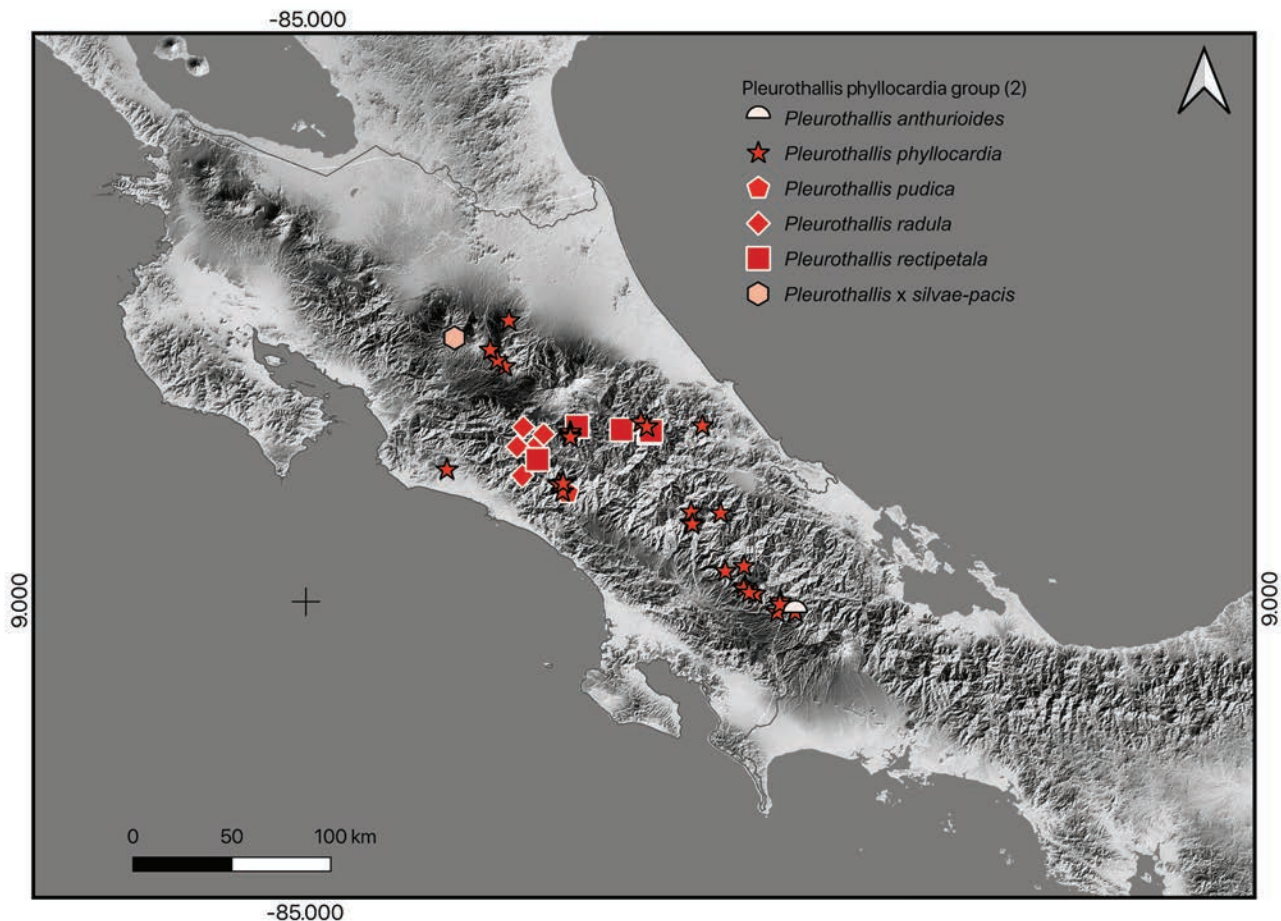 -85.000
Pleurothallis phyllocardia group (2)
Pleurothallis anthurioides
Pleurothallis phyllocardia
Pleurothallis pudica
Pleurothallis radula
Pleurothallis rectipetala
Pleurothallis x silvae-pacis
9.000
9.000
0 50 100 km
-85.000